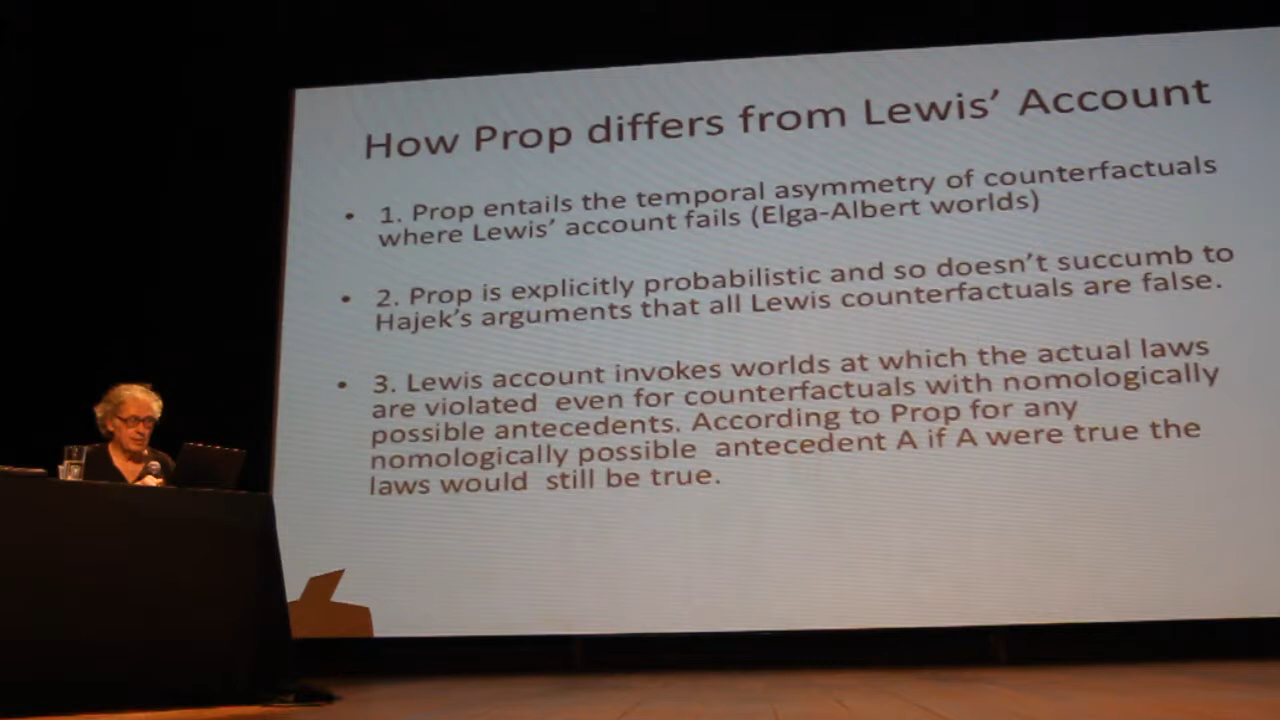 How Prop differs from Lewis’ Account
• 1. Prop entails the temporal asymmetry of counterfactuals
where Lewis’ account fails (Elga-Albert worlds)
• 2. Prop is explicitly probabilistic and so doesn’t succumb to
Hajek’s arguments that all Lewis counterfactuals are false.
• 3. Lewis account invokes worlds at which the actual laws
are violated even for counterfactuals with nomologically
possible antecedents. According to Prop for any
nomologically possible antecedent A if A were true the
laws would still be true.